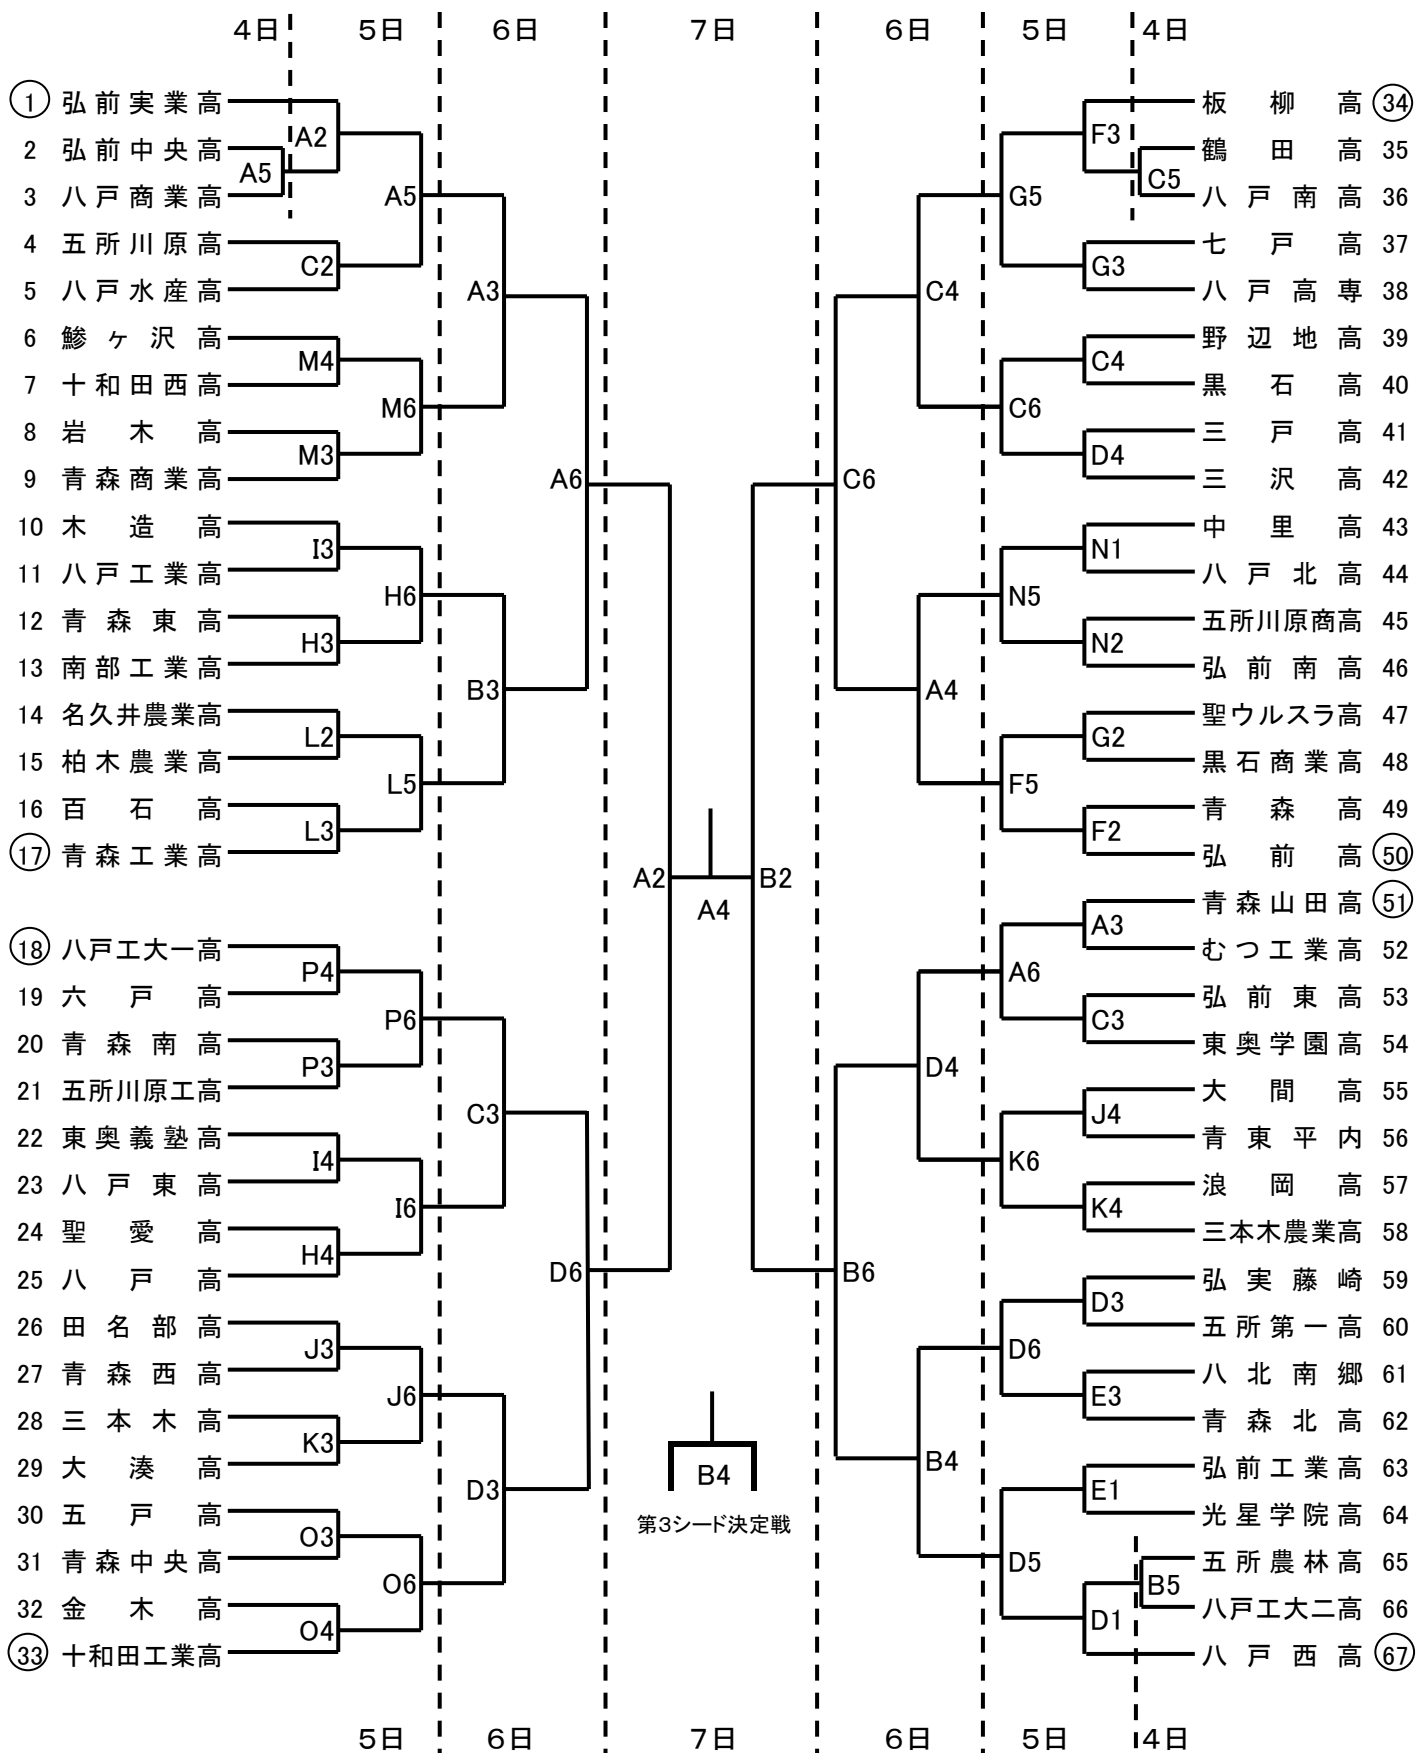 4日 5日 6日 7日 6日 5日 4日
1 弘前実業高
2 弘前中央高
3 八戸商業高
4 五所川原高
5 八戸水産高
6 鰺ヶ沢高
7 十和田西高
8 岩木高
9 青森商業高
10 木造高
11 八戸工業高
12 青森東高
13 南部工業高
14 名久井農業高
15 柏木農業高
16 百石高
17 青森工業高
18 八戸工大一高
19 六戸高
20 青森南高
21 五所川原工高
22 東奥義塾高
23 八戸東高
24 聖愛高
25 八戸高
26 田名部高
27 青森西高
28 三本木高
29 大湊高
30 五戸高
31 青森中央高
32 金木高
33 十和田工業高
A5
A2
C2
M4
M3
I3
H3
L2
L3
P4
P3
I4
H4
J3
K3
O3
O4
A5
M6
H6
L5
P6
I6
J6
O6
A3
B3
C3
D3
A6
D6
A2
A4
B2
B4
第3シード決定戦
C6
B6
C4
A4
D4
B4
G5
C6
N5
F5
A6
K6
D6
D5
F3
G3
C4
D4
N1
N2
G2
F2
A3
C3
J4
K4
D3
E3
E1
D1
C5
B5
板柳高 34
鶴田高 35
八戸南高 36
七戸高 37
八戸高専 38
野辺地高 39
黒石高 40
三戸高 41
三沢高 42
中里高 43
八戸北高 44
五所川原商高 45
弘前南高 46
聖ウルスラ高 47
黒石商業高 48
青森高 49
弘前高 50
青森山田高 51
むつ工業高 52
弘前東高 53
東奥学園高 54
大間高 55
青東平内 56
浪岡高 57
三本木農業高 58
弘実藤崎 59
五所第一高 60
八北南郷 61
青森北高 62
弘前工業高 63
光星学院高 64
五所農林高 65
八戸工大二高 66
八戸西高 67
5日 6日 7日 6日 5日 4日